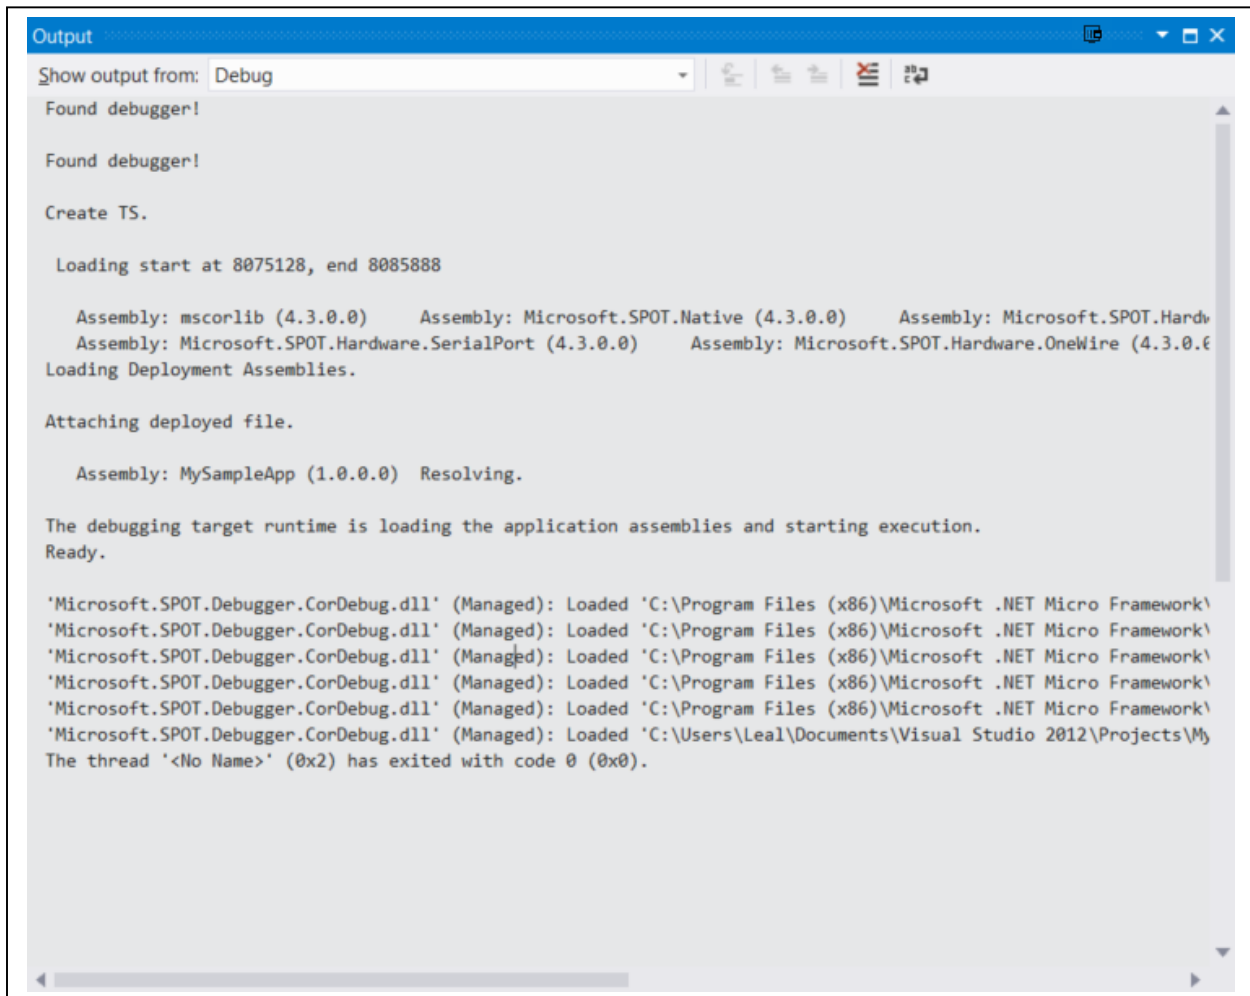 Output
Show output from: Debug
Found debugger!
Found debugger!
Create TS.
Loading start at 8075128, end 8085888
Assembly: mscorlib (4.3.0.0)     Assembly: Microsoft.SPOT.Native (4.3.0.0)     Assembly: Microsoft.SPOT.Hardw
Assembly: Microsoft.SPOT.Hardware.SerialPort (4.3.0.0)     Assembly: Microsoft.SPOT.Hardware.OneWire (4.3.0.0
Loading Deployment Assemblies.
Attaching deployed file.
Assembly: MySampleApp (1.0.0.0)  Resolving.
The debugging target runtime is loading the application assemblies and starting execution.
Ready.
'Microsoft.SPOT.Debugger.CorDebug.dll' (Managed): Loaded 'C:\Program Files (x86)\Microsoft .NET Micro Framework\
'Microsoft.SPOT.Debugger.CorDebug.dll' (Managed): Loaded 'C:\Program Files (x86)\Microsoft .NET Micro Framework\
'Microsoft.SPOT.Debugger.CorDebug.dll' (Managed): Loaded 'C:\Program Files (x86)\Microsoft .NET Micro Framework\
'Microsoft.SPOT.Debugger.CorDebug.dll' (Managed): Loaded 'C:\Program Files (x86)\Microsoft .NET Micro Framework\
'Microsoft.SPOT.Debugger.CorDebug.dll' (Managed): Loaded 'C:\Program Files (x86)\Microsoft .NET Micro Framework\
'Microsoft.SPOT.Debugger.CorDebug.dll' (Managed): Loaded 'C:\Users\Leal\Documents\Visual Studio 2012\Projects\My
The thread '<No Name>' (0x2) has exited with code 0 (0x0).